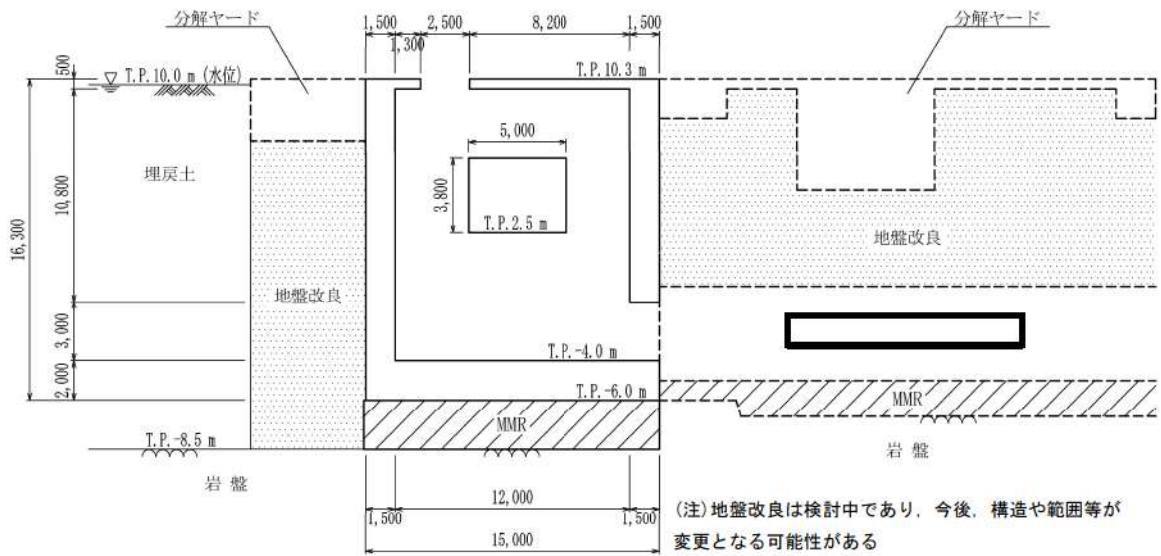 分解ヤード
1,500
2,500
8,200
1,500
分解ヤード
1,300
500
T.P.10.0 m (水位)
T.P.10.3 m
5,000
埋戻土
10,800
3,800
T.P.2.5 m
16,300
地盤改良
地盤改良
3,000
T.P.-4.0 m
2,000
T.P.-6.0 m
MMR
MMR
T.P.-8.5 m
岩 盤
岩 盤
12,000
1,500
1,500
15,000
(注)地盤改良は検討中であり，今後，構造や範囲等が
変更となる可能性がある